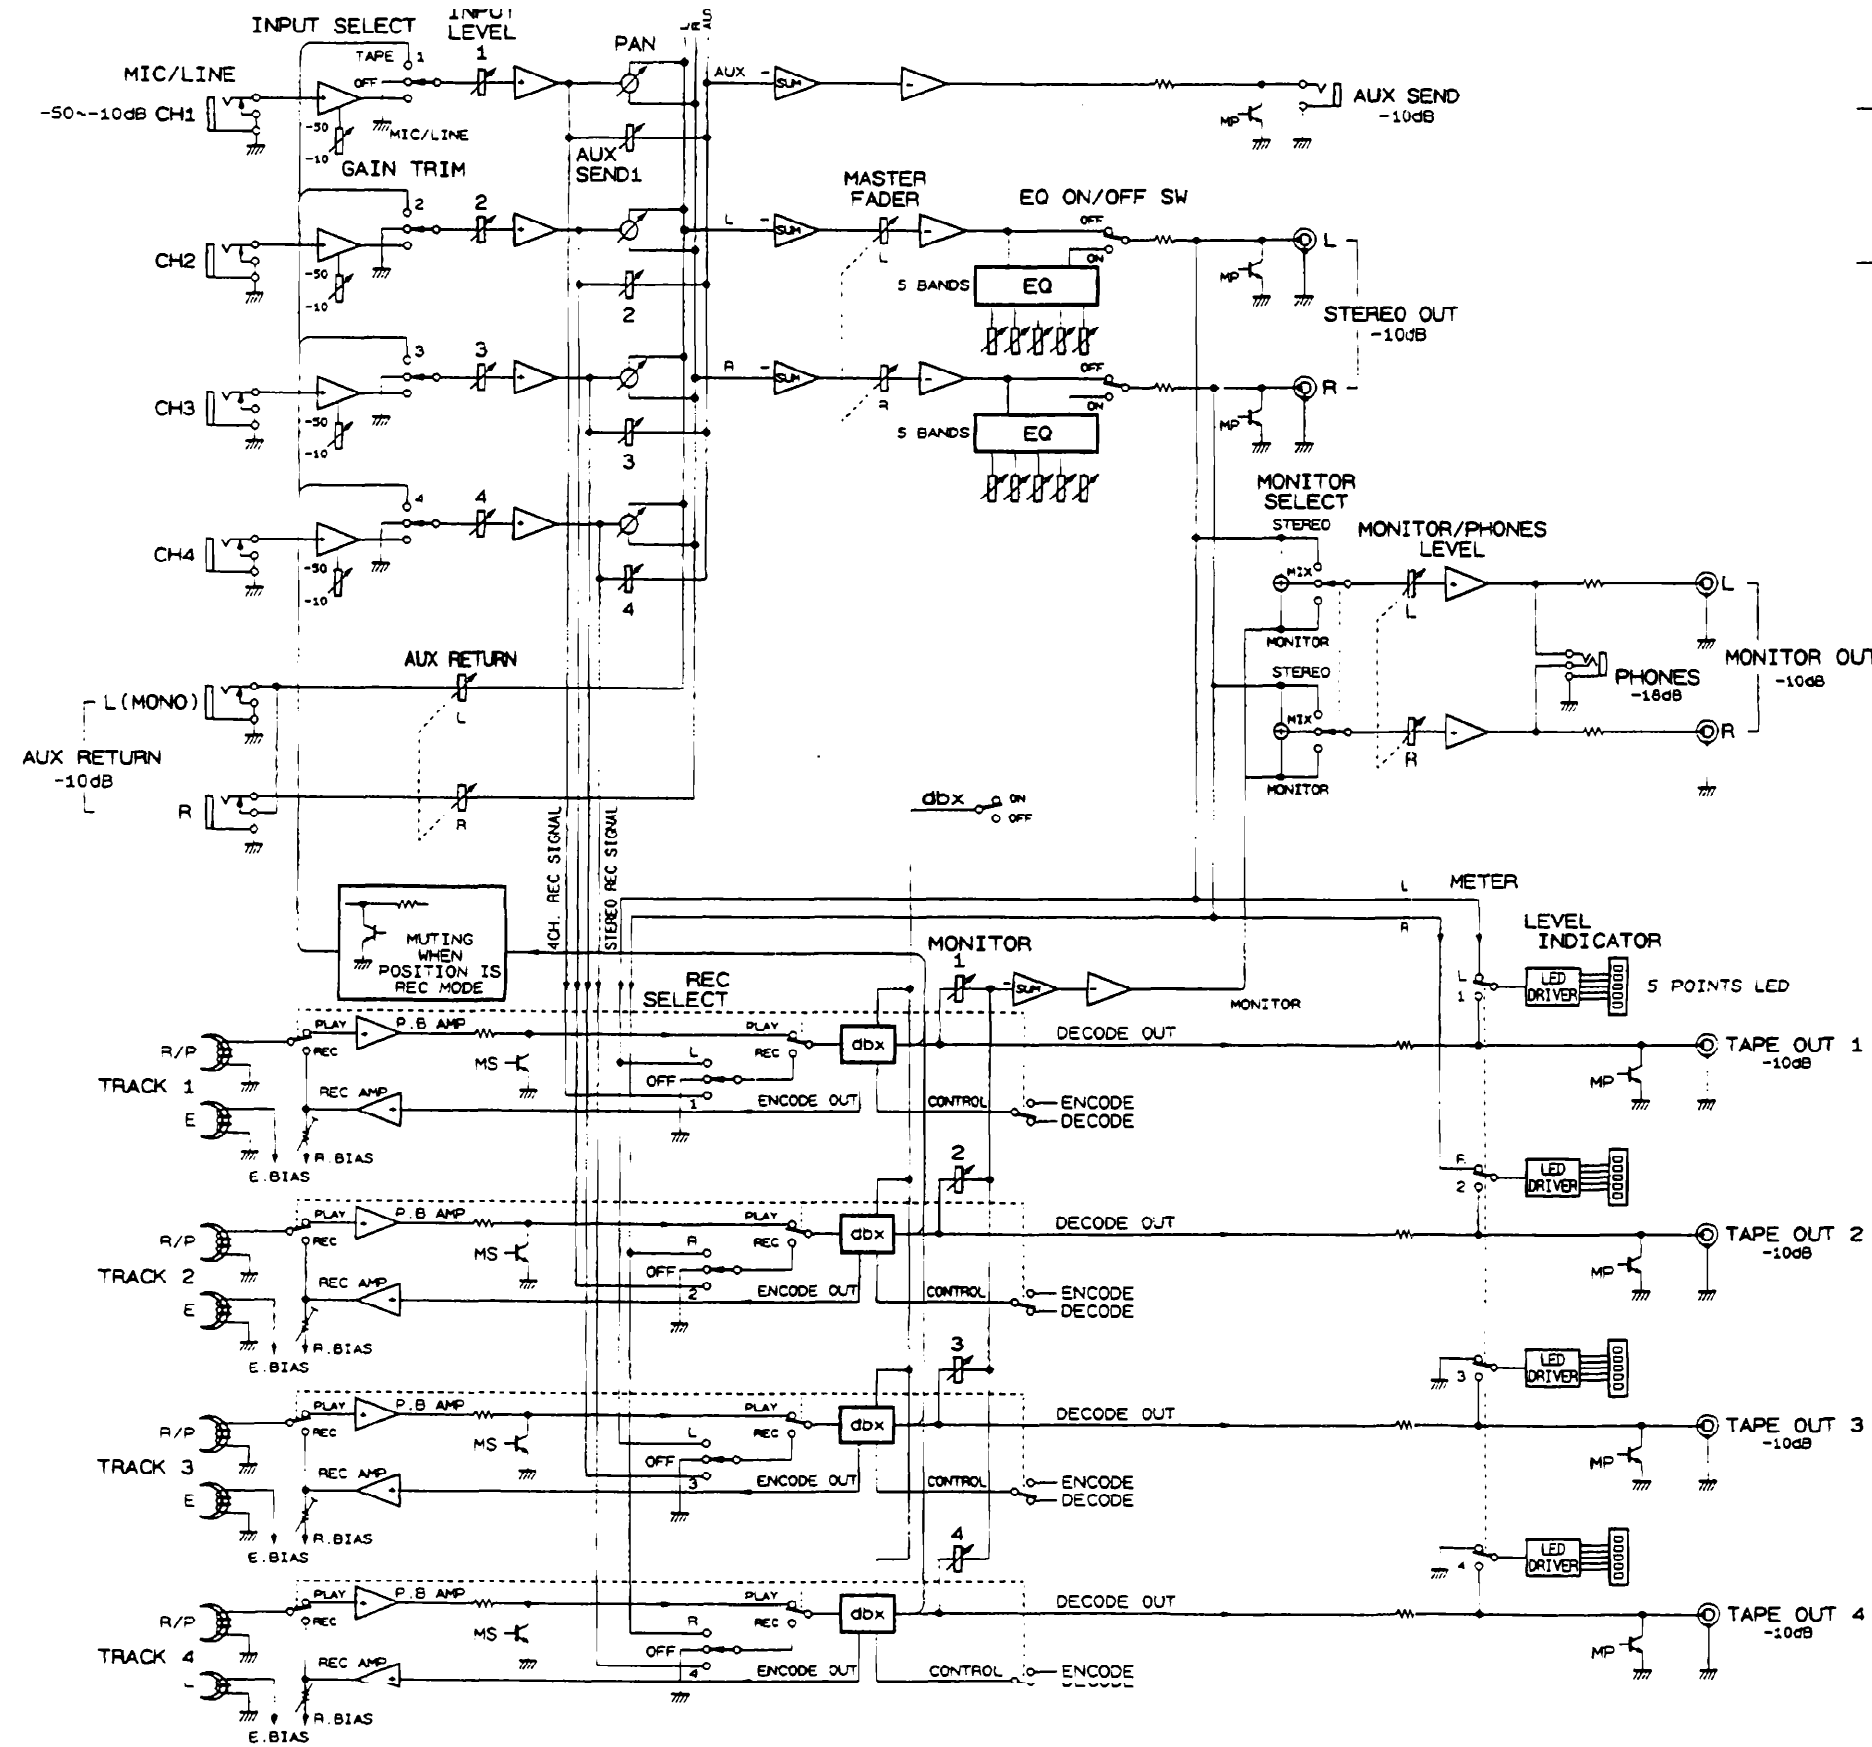 INPUT SELECT
INPUT
LEVEL
1
PAN
L
R
TAPE
1
OFF
MIC/LINE
-50~-10dB CH1
-50
-10
MIC/LINE
GAIN TRIM
AUX
SEND1
AUX
SUM
AUX SEND
-10dB
MP
2
2
CH2
-50
-10
2
L
SUM
MASTER
FADER
L
EQ ON/OFF SW
OFF
ON
5 BANDS
EQ
MP
L
STEREO OUT
-10dB
3
3
CH3
-50
-10
3
R
SUM
R
OFF
ON
5 BANDS
EQ
MP
R
4
4
CH4
-50
-10
4
MONITOR
SELECT
STEREO
MIX
MONITOR
MONITOR/PHONES
LEVEL
L
L
STEREO
MIX
MONITOR
R
PHONES
-18dB
MONITOR OUT
-10dB
R
AUX RETURN
L(MONO)
L
AUX RETURN
-10dB
R
R
dbx
ON
OFF
4CH. REC SIGNAL
STEREO REC SIGNAL
MUTING
WHEN
POSITION IS
REC MODE
L
R
METER
LEVEL
INDICATOR
MONITOR
1
SUM
MONITOR
L
1
LED
DRIVER
5 POINTS LED
REC
SELECT
R/P
PLAY
REC
P.B AMP
MS
PLAY
REC
dbx
DECODE OUT
TAPE OUT 1
-10dB
MP
TRACK 1
L
OFF
1
E
REC AMP
ENCODE OUT
CONTROL
ENCODE
DECODE
R.BIAS
E.BIAS
2
R
2
LED
DRIVER
R/P
PLAY
REC
P.B AMP
MS
PLAY
REC
dbx
DECODE OUT
TAPE OUT 2
-10dB
MP
TRACK 2
R
OFF
2
E
REC AMP
ENCODE OUT
CONTROL
ENCODE
DECODE
R.BIAS
E.BIAS
3
3
LED
DRIVER
R/P
PLAY
REC
P.B AMP
MS
PLAY
REC
dbx
DECODE OUT
TAPE OUT 3
-10dB
MP
TRACK 3
L
OFF
3
E
REC AMP
ENCODE OUT
CONTROL
ENCODE
DECODE
R.BIAS
E.BIAS
4
4
LED
DRIVER
R/P
PLAY
REC
P.B AMP
MS
PLAY
REC
dbx
DECODE OUT
TAPE OUT 4
-10dB
MP
TRACK 4
R
OFF
4
REC AMP
ENCODE OUT
CONTROL
ENCODE
DECODE
R.BIAS
E.BIAS